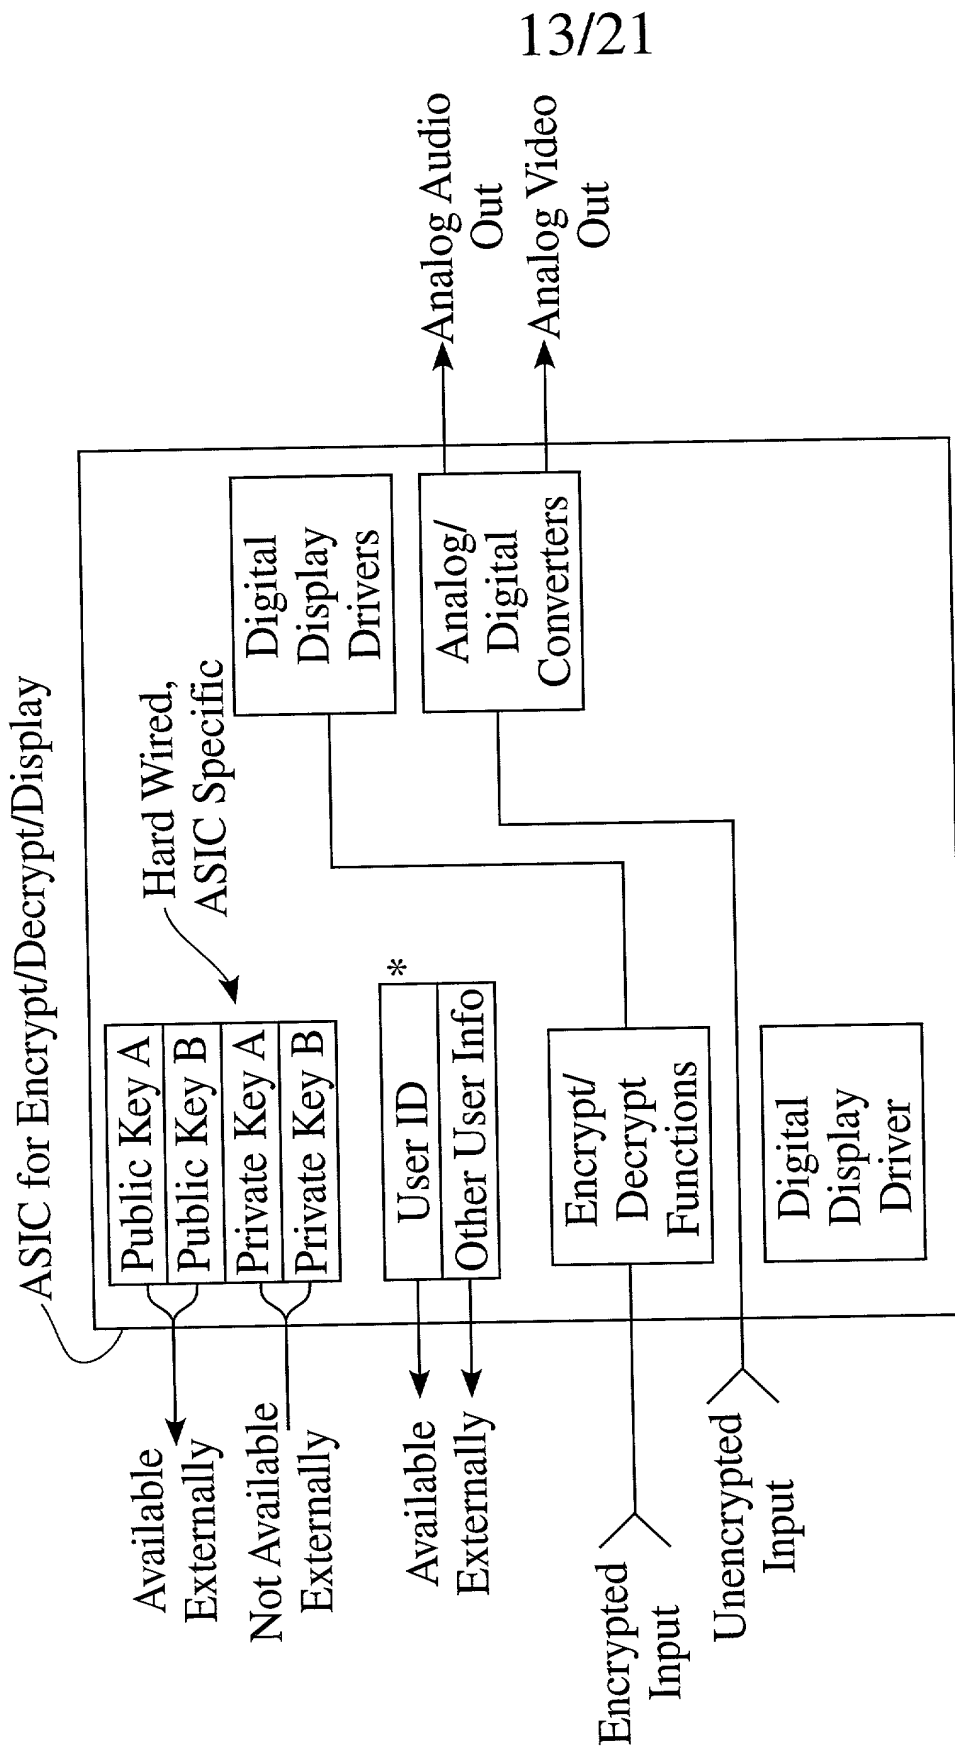 13/21
ASIC for Encrypt/Decrypt/Display
Available
Externally
Not Available
Externally
Public Key A
Public Key B
Private Key A
Private Key B
Hard Wired,
ASIC Specific
Available
Externally
User ID
*
Other User Info
Digital
Display
Drivers
Analog/
Digital
Converters
Analog Audio
Out
Analog Video
Out
Encrypted
Input
Encrypt/
Decrypt
Functions
Unencrypted
Input
Digital
Display
Driver